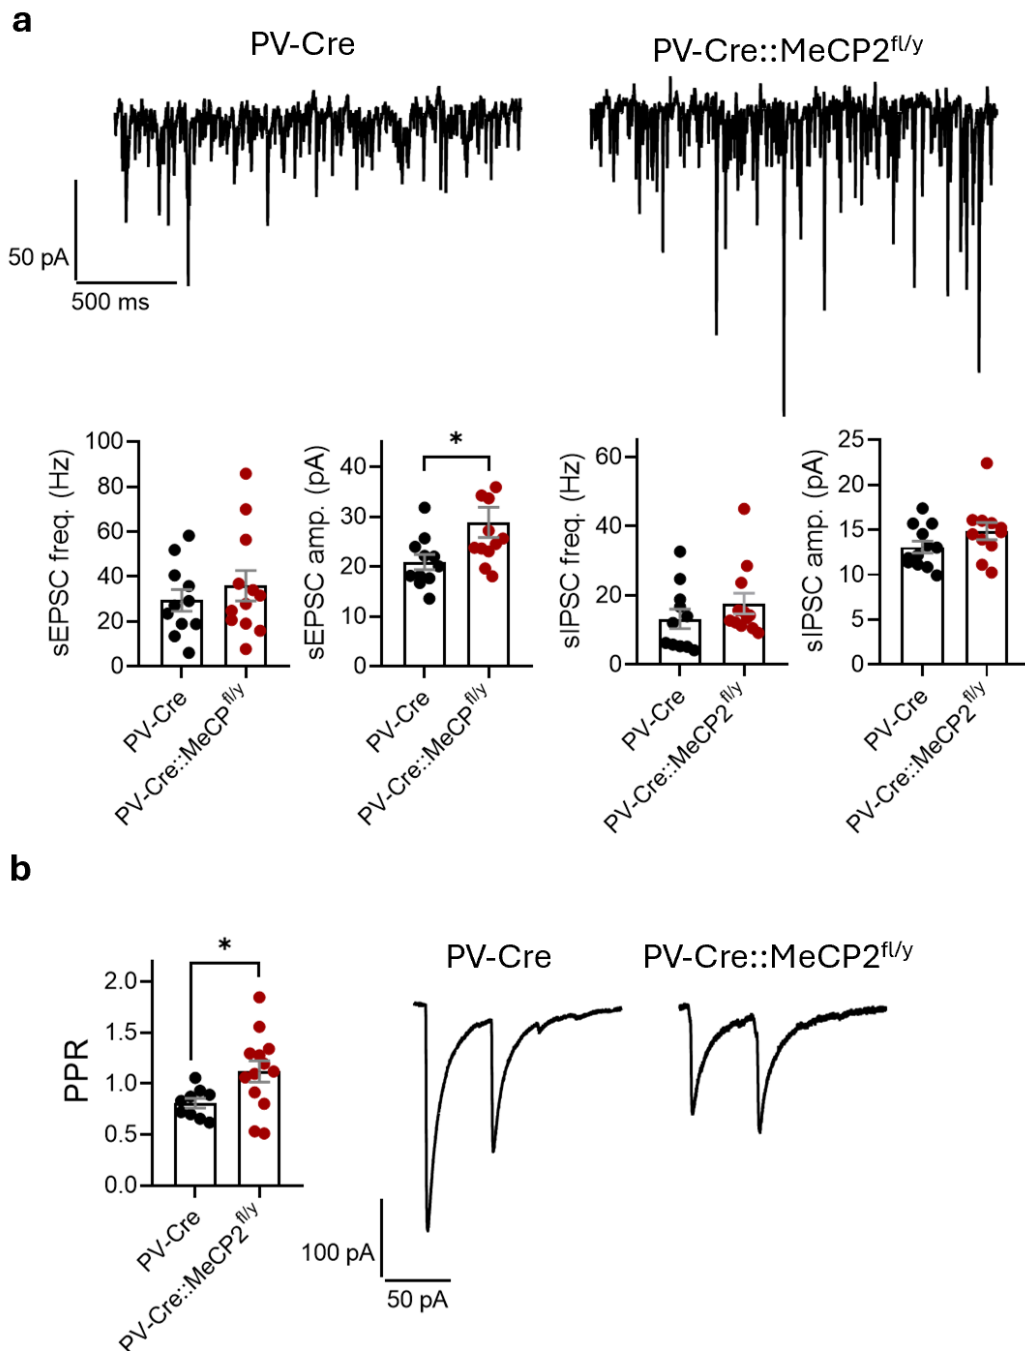 a
PV-Cre
PV-Cre::MeCP2fl/y
50 pA
500 ms
sEPSC freq. (Hz)
100
80
60
40
20
0
PV-Cre
PV-Cre::MeCPfl/y
sEPSC amp. (pA)
40
30
20
10
0
*
PV-Cre
PV-Cre::MeCPfl/y
sIPSC freq. (Hz)
60
40
20
0
PV-Cre
PV-Cre::MeCP2fl/y
sIPSC amp. (pA)
25
20
15
10
5
0
PV-Cre
PV-Cre::MeCP2fl/y
b
PPR
2.0
1.5
1.0
0.5
0.0
*
PV-Cre
PV-Cre::MeCP2fl/y
PV-Cre
PV-Cre::MeCP2fl/y
100 pA
50 pA